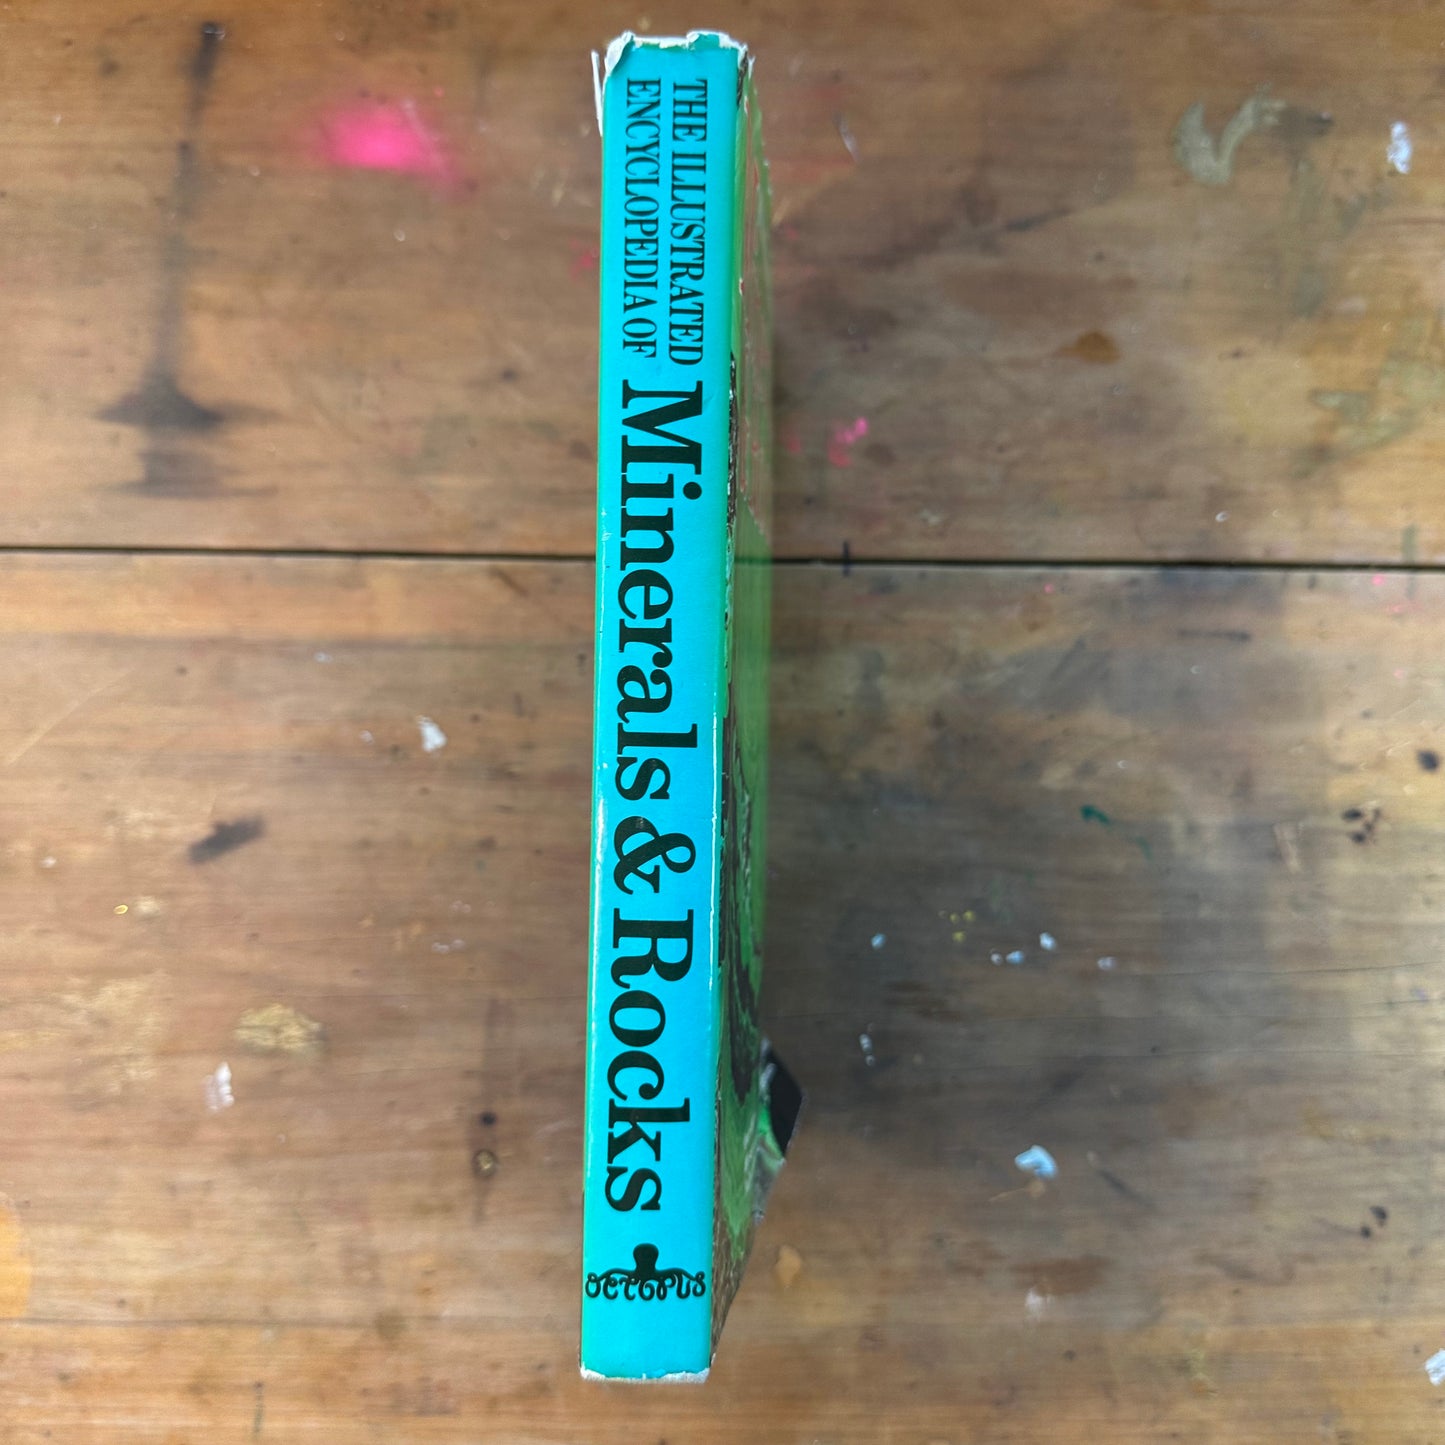 THE ILLUSTRATED
ENCYCLOPEDIA OF
Minerals & Rocks
OCTOPUS